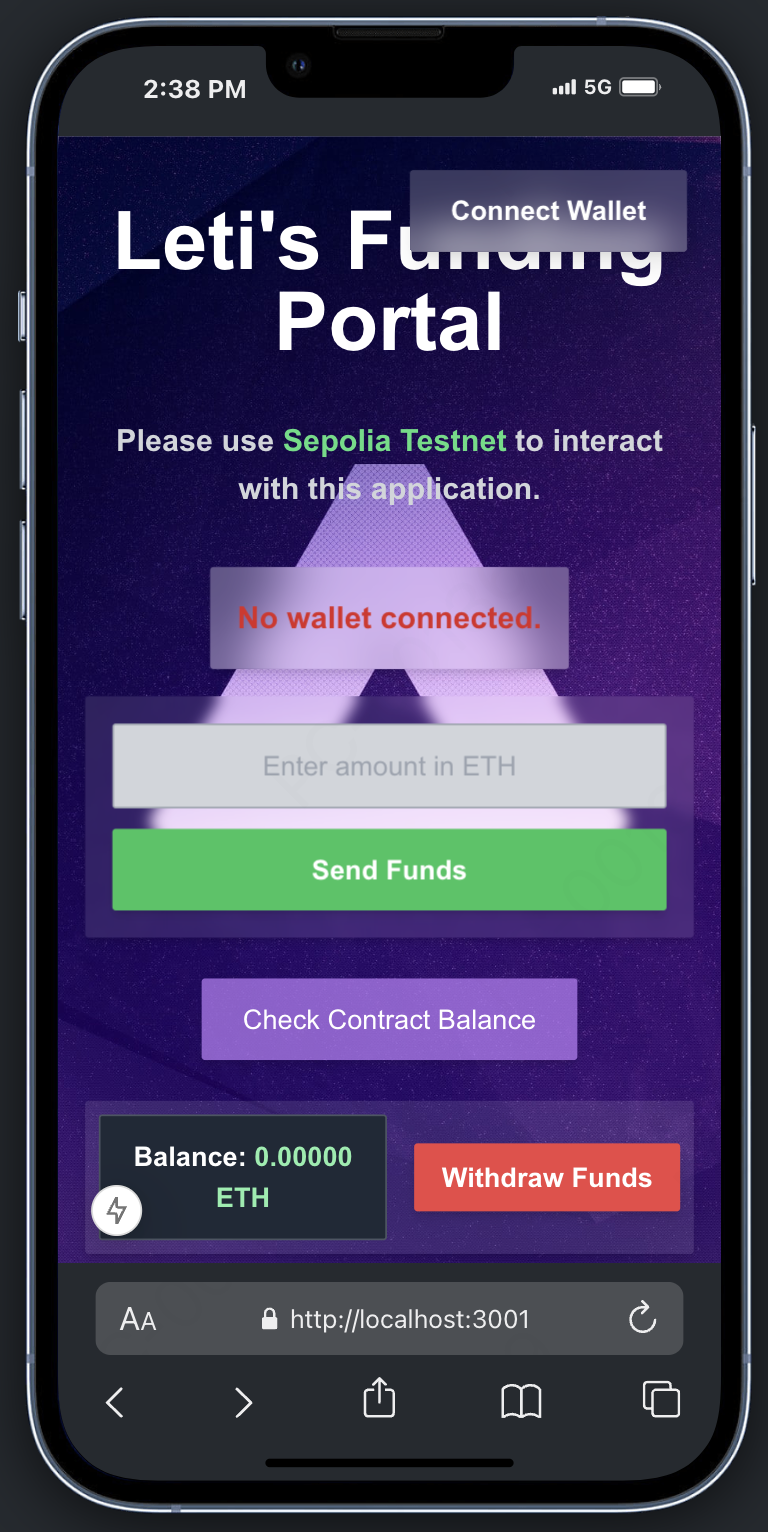 2:38 PM
5G
Connect Wallet
Leti's Funding
Portal
Please use Sepolia Testnet to interact
with this application.
No wallet connected.
Enter amount in ETH
Send Funds
Check Contract Balance
Balance: 0.00000
ETH
Withdraw Funds
AA
http://localhost:3001